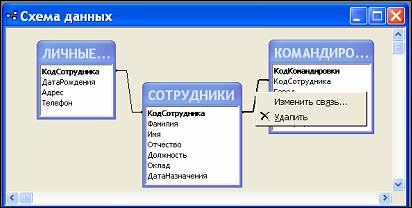 Схема данных
ЛИЧНЫЕ...
КодСотрудника
ДатаРождения
Адрес
Телефон
СОТРУДНИКИ
КодСотрудника
Фамилия
Имя
Отчество
Должность
Оклад
ДатаНазначения
КОМАНДИРО...
КодКомандировки
КодСотрудника
Город
Изменить связь...
Удалить